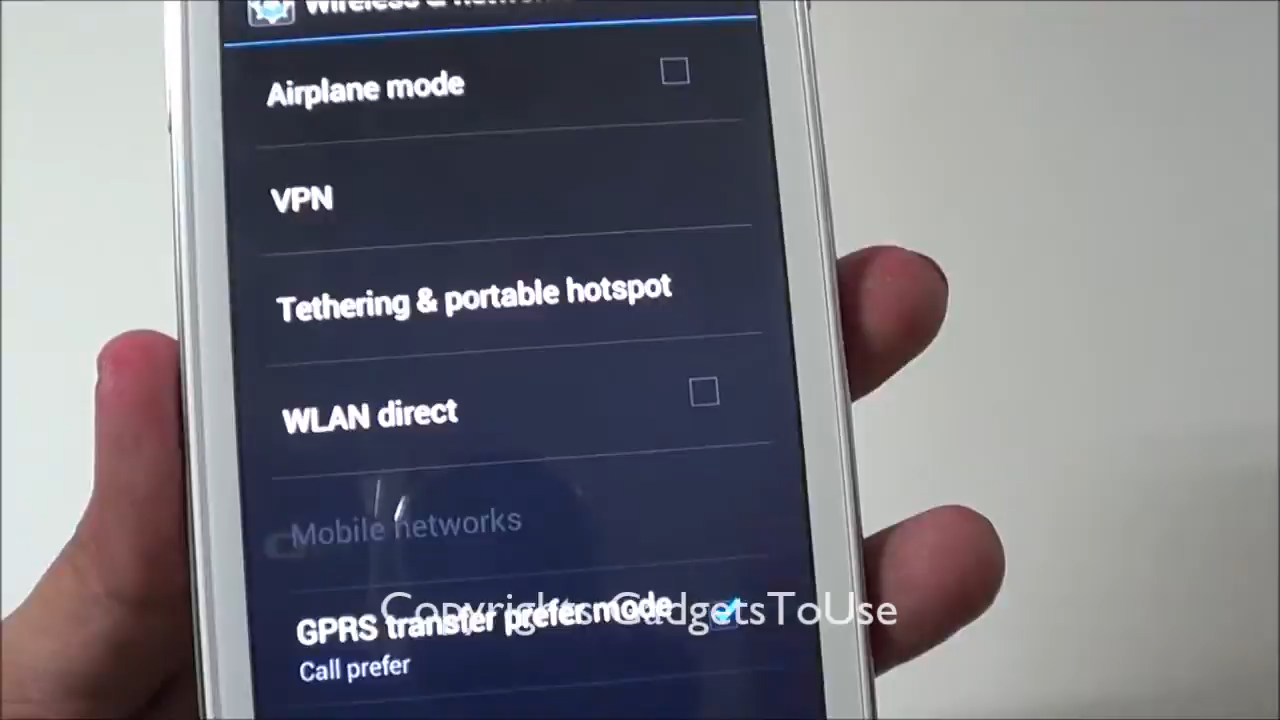 Wireless & networks
Airplane mode
VPN
Tethering & portable hotspot
WLAN direct
Mobile networks
GPRS transfer prefer mode
Call prefer
Copyrights GadgetsToUse